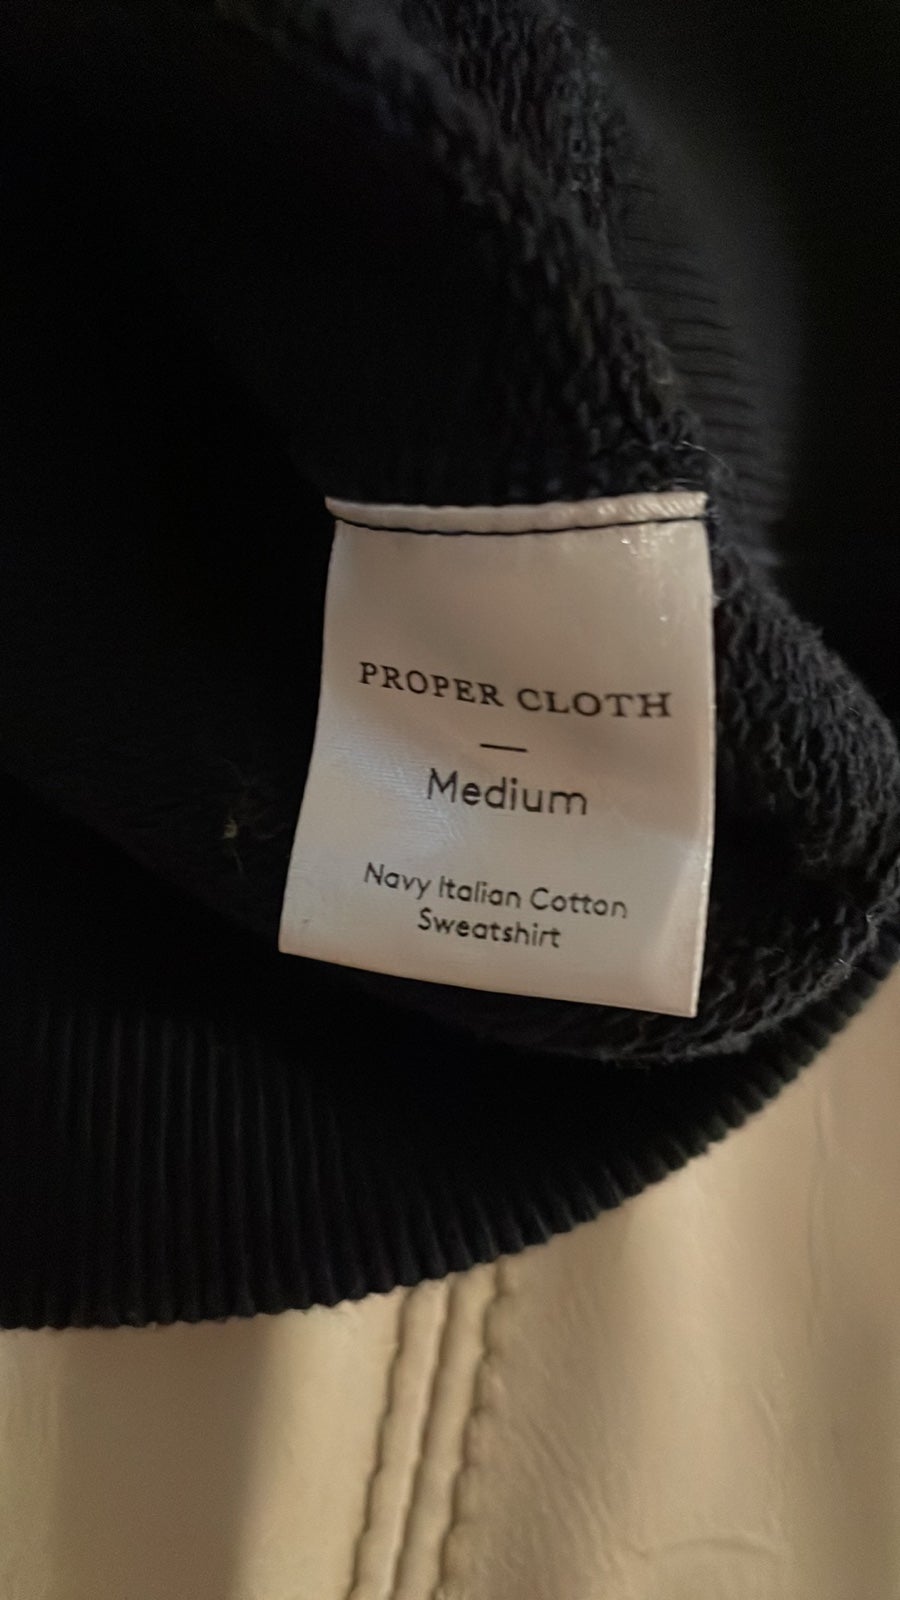 PROPER CLOTH
—
Medium
Navy Italian Cotton
Sweatshirt